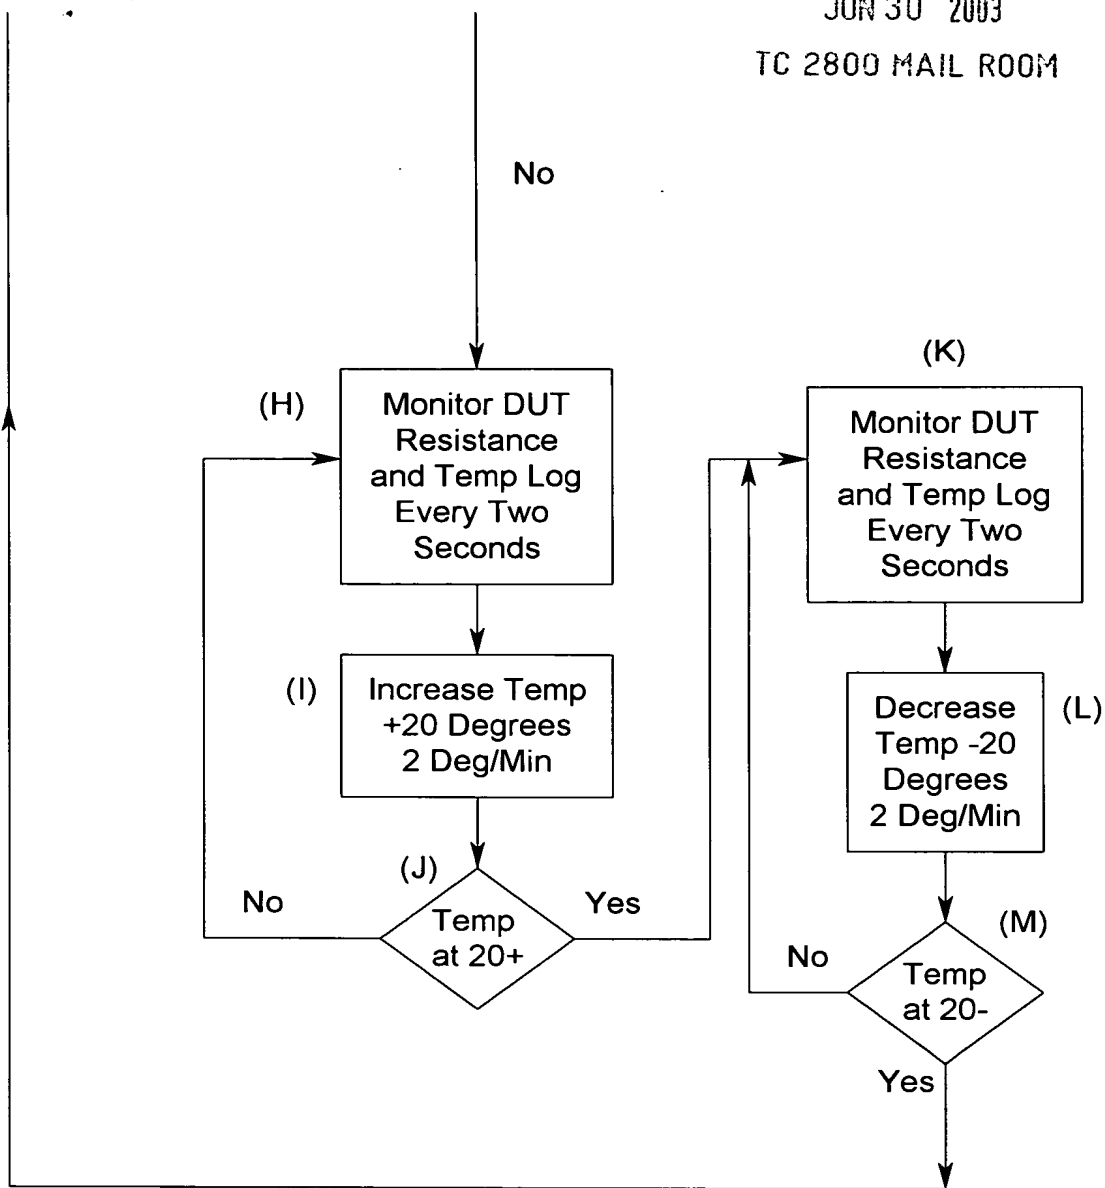 JUN 30 2003
TC 2800 MAIL ROOM
No
(H)
Monitor DUT
Resistance
and Temp Log
Every Two
Seconds
(I)
Increase Temp
+20 Degrees
2 Deg/Min
(J)
Temp
at 20+
No
Yes
(K)
Monitor DUT
Resistance
and Temp Log
Every Two
Seconds
(L)
Decrease
Temp -20
Degrees
2 Deg/Min
(M)
Temp
at 20-
No
Yes